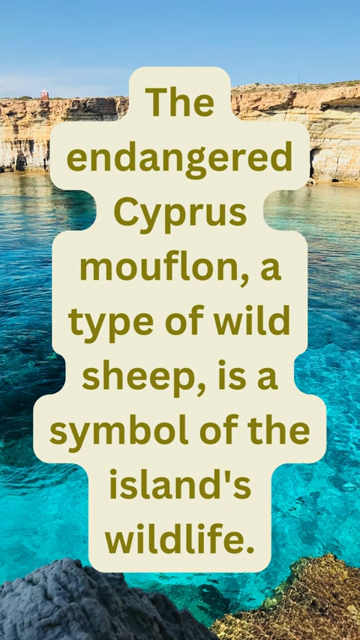 The
endangered
Cyprus
mouflon, a
type of wild
sheep, is a
symbol of the
island's
wildlife.